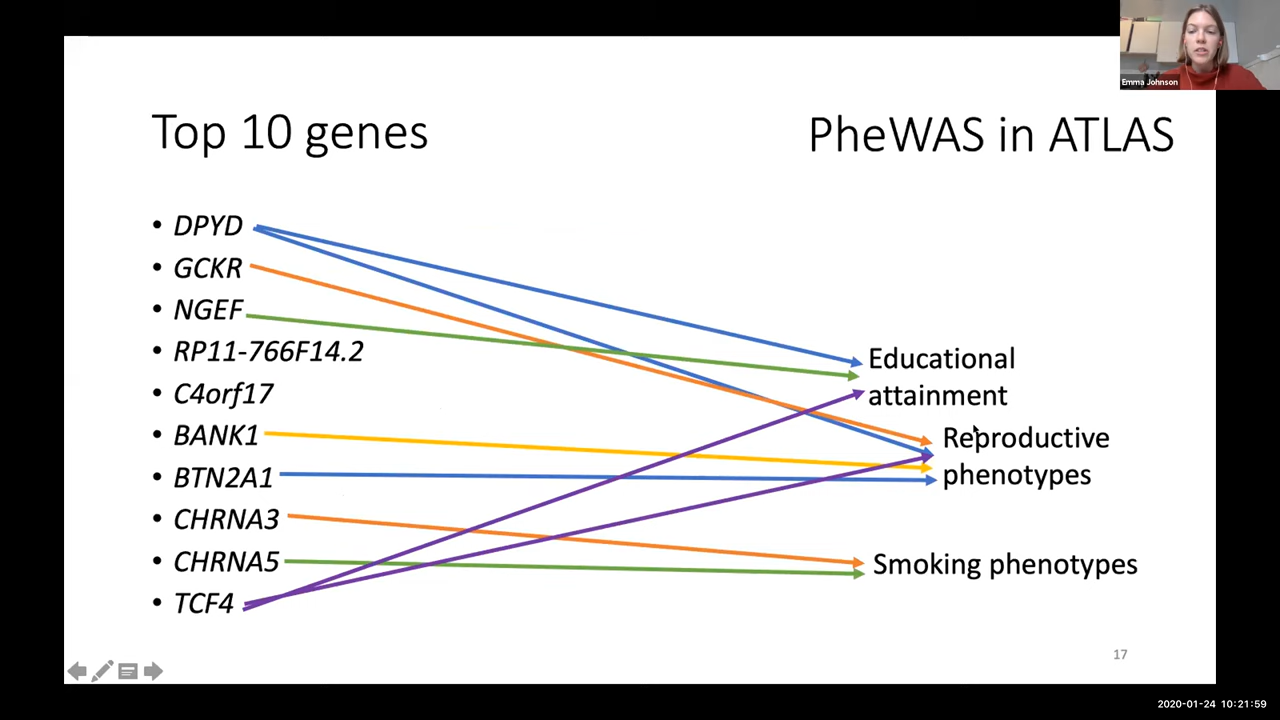 Emma Johnson
Top 10 genes
PheWAS in ATLAS
• DPYD
• GCKR
• NGEF
• RP11-766F14.2
• C4orf17
• BANK1
• BTN2A1
• CHRNA3
• CHRNA5
• TCF4
Educational
attainment
Reproductive
phenotypes
Smoking phenotypes
17
2020-01-24 10:21:59